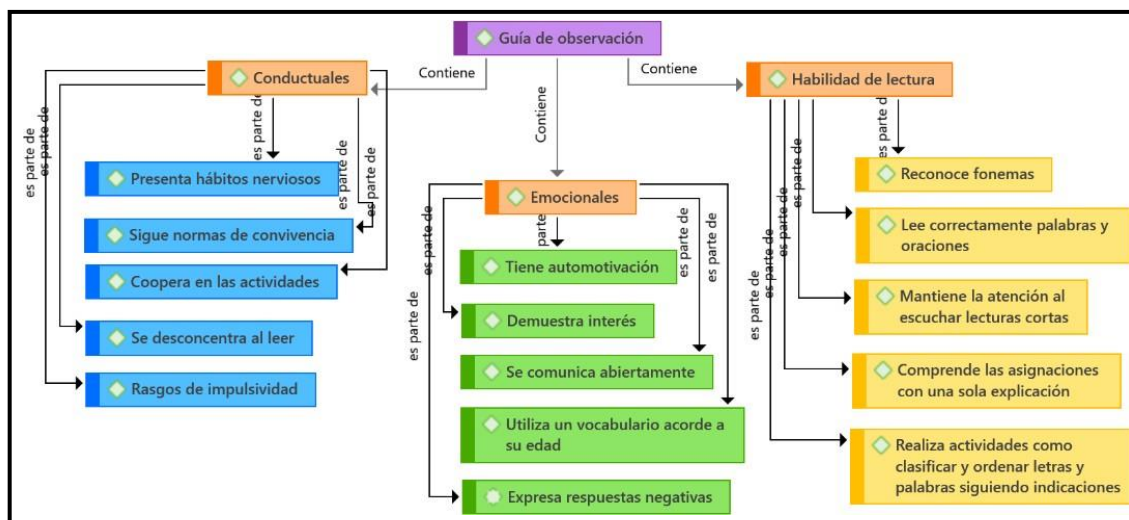 Guía de observación
Contiene
Contiene
Contiene
Conductuales
es parte de
es parte de
es parte de
es parte de
es parte de
Presenta hábitos nerviosos
Sigue normas de convivencia
Coopera en las actividades
Se desconcentra al leer
Rasgos de impulsividad
Emocionales
es parte de
es parte de
parte
es parte de
es parte de
Tiene automotivación
Demuestra interés
Se comunica abiertamente
Utiliza un vocabulario acorde a
su edad
Expresa respuestas negativas
Habilidad de lectura
es parte de
es parte de
es parte de
es parte de
es parte de
Reconoce fonemas
Lee correctamente palabras y
oraciones
Mantiene la atención al
escuchar lecturas cortas
Comprende las asignaciones
con una sola explicación
Realiza actividades como
clasificar y ordenar letras y
palabras siguiendo indicaciones